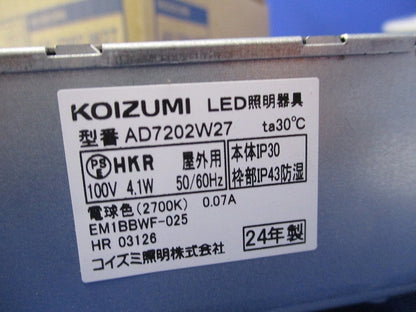 KOIZUMI LED照明器具
型番 AD7202W27 ta30℃
PS E HKR 屋外用 本体IP30
100V 4.1W 50/60Hz 枠部IP43防湿
電球色(2700K) 0.07A
EM1BBWF-025
HR 03126 24年製
コイズミ照明株式会社